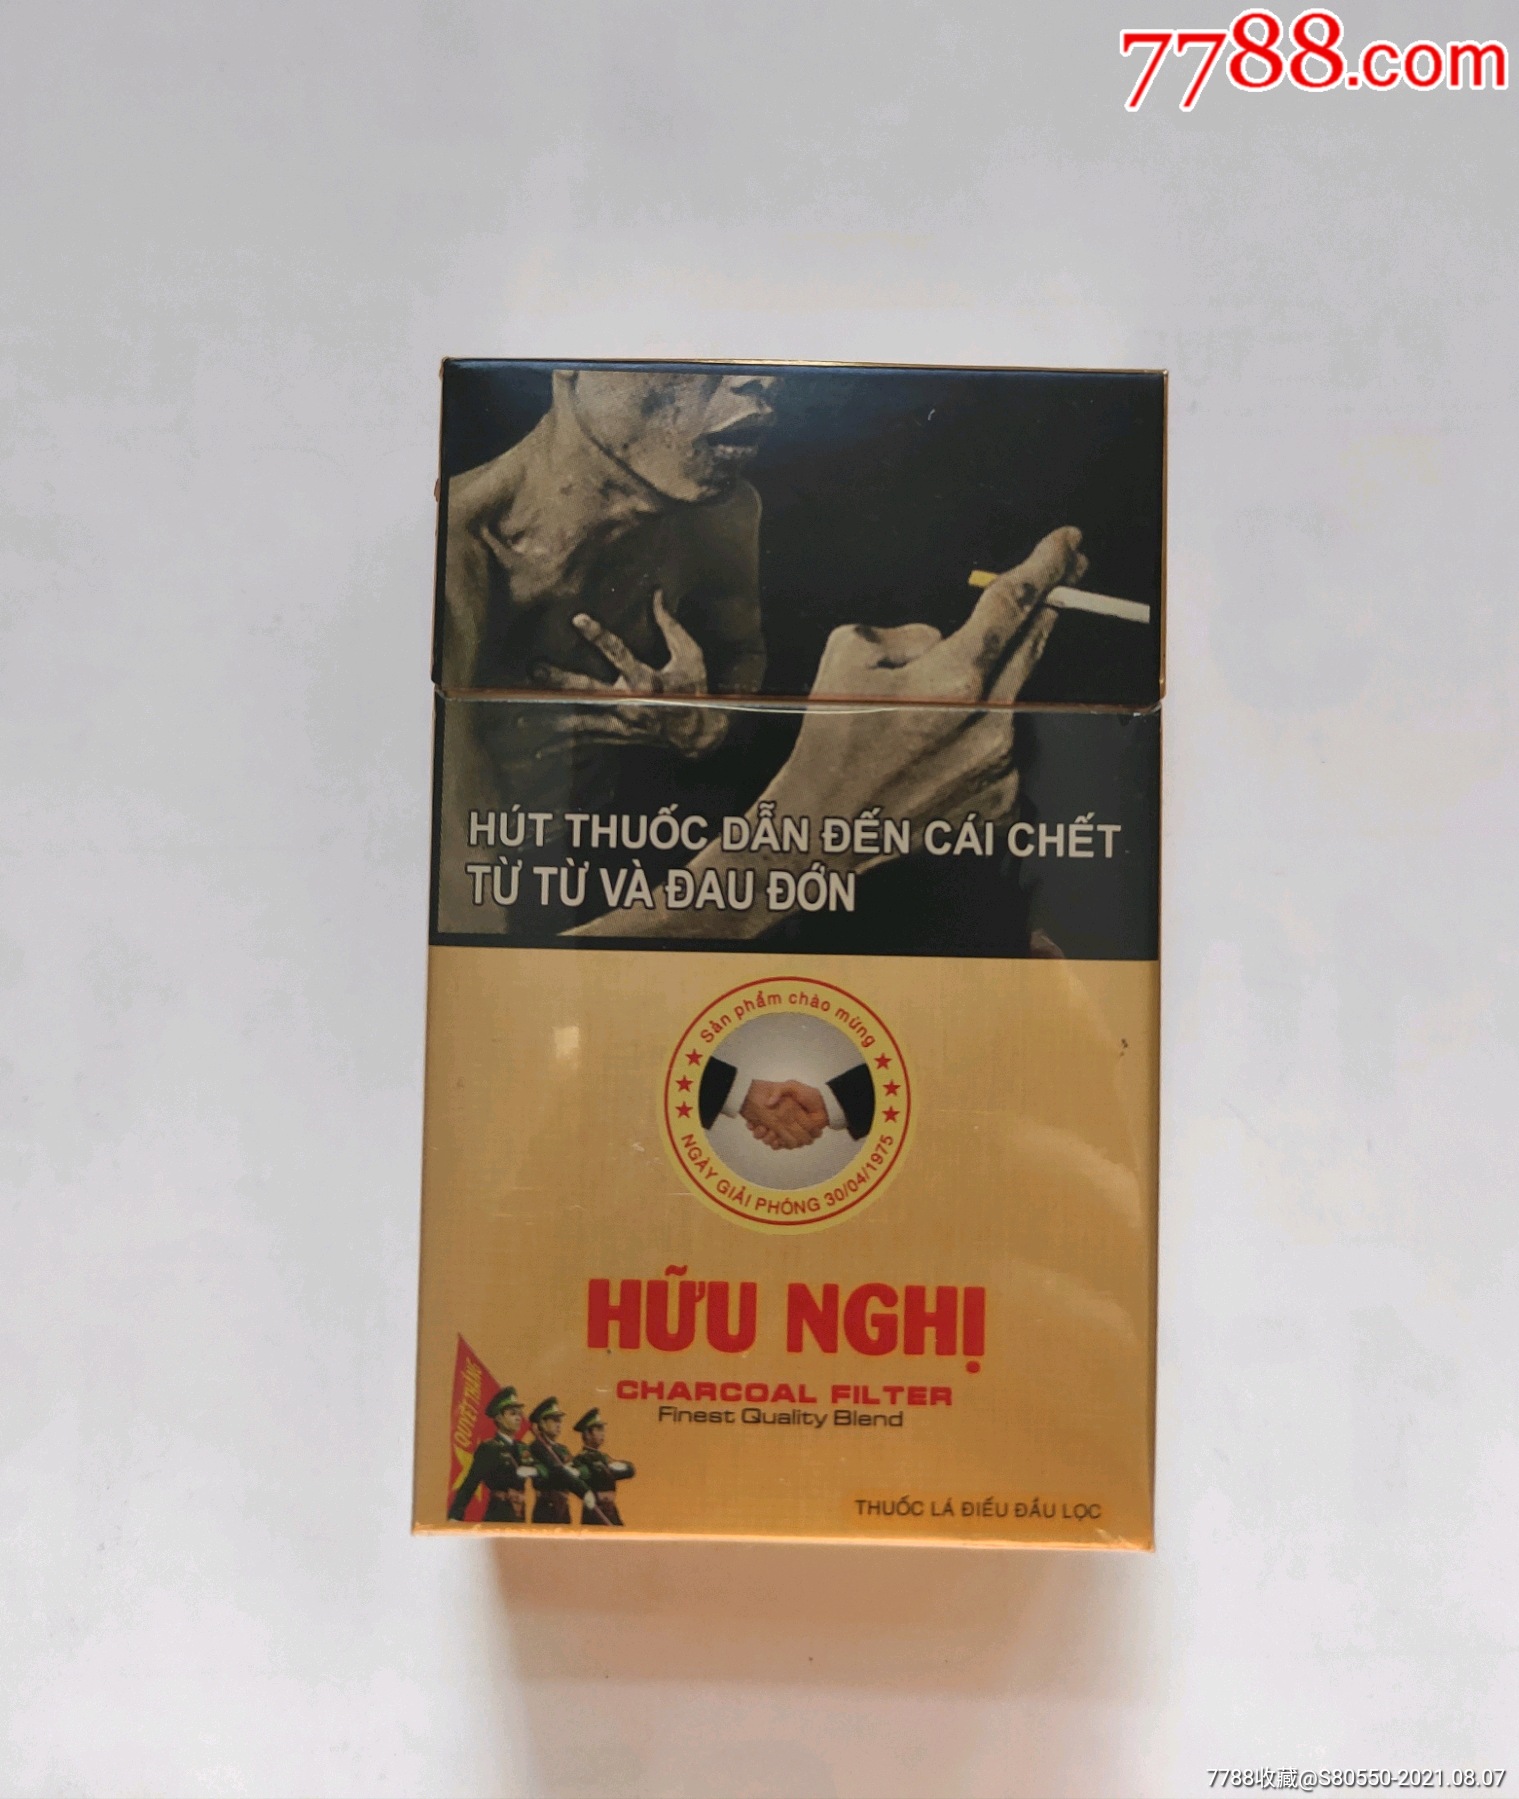 7788.com
HÚT THUỐC DẪN ĐẾN CÁI CHẾT
TỪ TỪ VÀ ĐAU ĐỚN
Sản phẩm chào mừng
NGÀY GIẢI PHÓNG 30/04/1975
HỮU NGHỊ
CHARCOAL FILTER
Finest Quality Blend
QUYẾT THẮNG
THUỐC LÁ ĐIẾU ĐẦU LỌC
7788收藏@S80550-2021.08.07